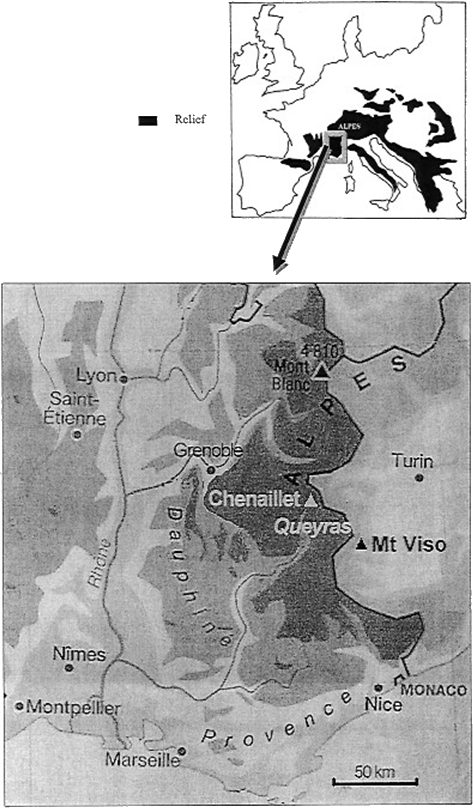 Relief
ALPES
4810
Mont
Blanc
ALPES
Lyon
Saint-
Étienne
Grenoble
Turin
Chenaillet
Queyras
Mt Viso
Dauphiné
Rhône
Nîmes
MONACO
Nice
Montpellier
Provence
Marseille
50 km